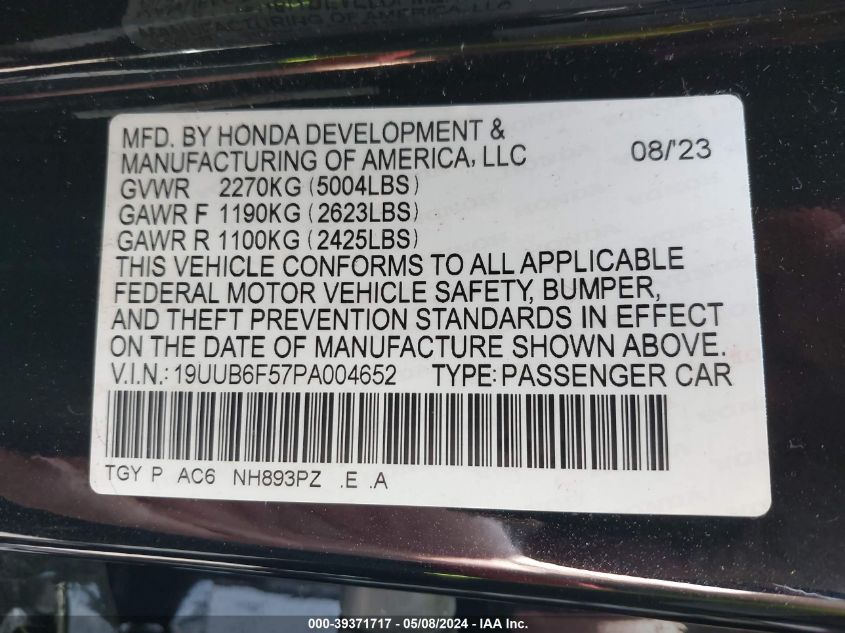 MFD. BY HONDA DEVELOPMENT &
MANUFACTURING OF AMERICA, LLC 08/'23
GVWR 2270KG (5004LBS)
GAWR F 1190KG (2623LBS)
GAWR R 1100KG (2425LBS)
THIS VEHICLE CONFORMS TO ALL APPLICABLE
FEDERAL MOTOR VEHICLE SAFETY, BUMPER,
AND THEFT PREVENTION STANDARDS IN EFFECT
ON THE DATE OF MANUFACTURE SHOWN ABOVE.
V.I.N.: 19UUB6F57PA004652 TYPE: PASSENGER CAR
TGY P AC6 NH893PZ .E .A
000-39371717 - 05/08/2024 - IAA Inc.